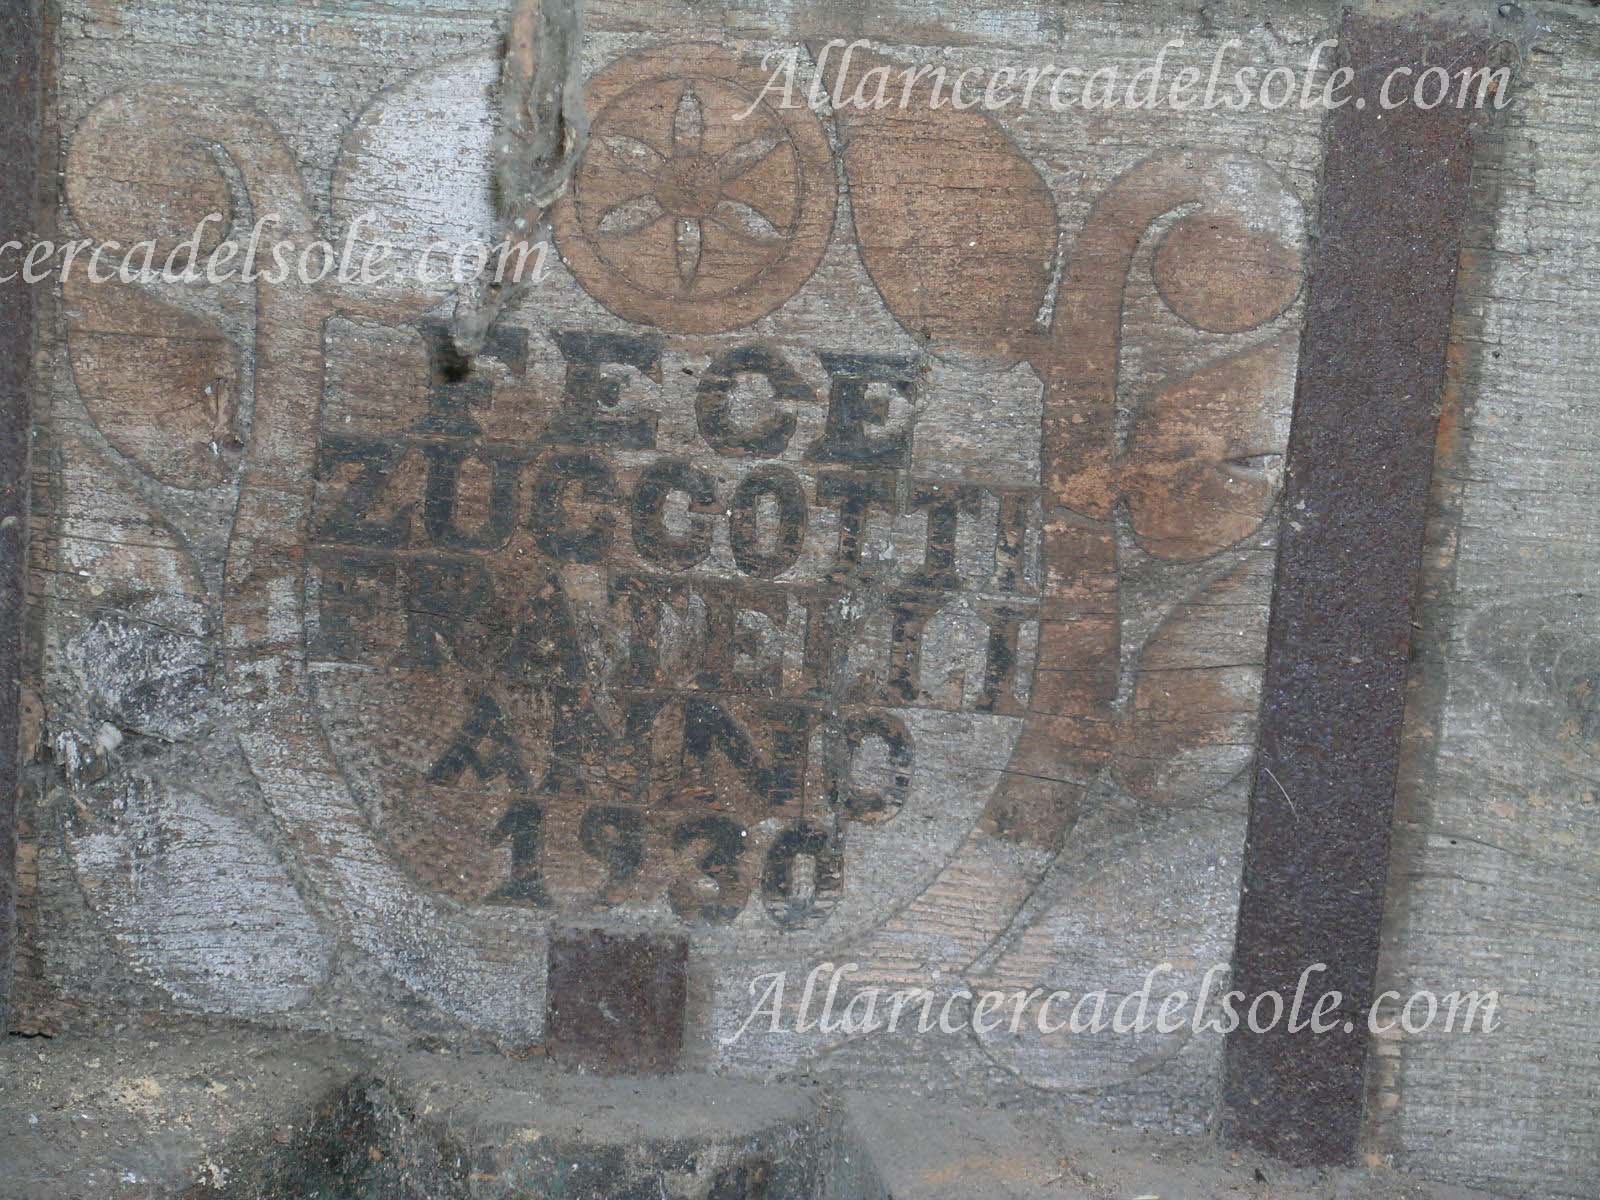 Allaricercadelsole.com
cercadelsole.com
FECE
ZUCCOTTI
FRATELLI
ANNO
1930
Allaricercadelsole.com